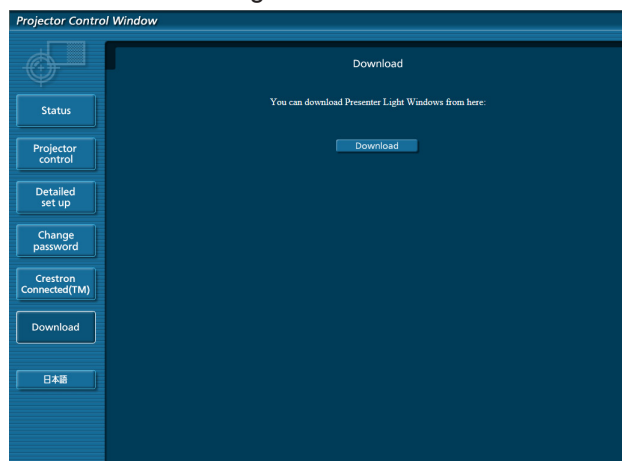 Projector Control Window
Download
You can download Presenter Light Windows from here:
Download
Status
Projector
control
Detailed
set up
Change
password
Crestron
Connected(TM)
Download
日本語